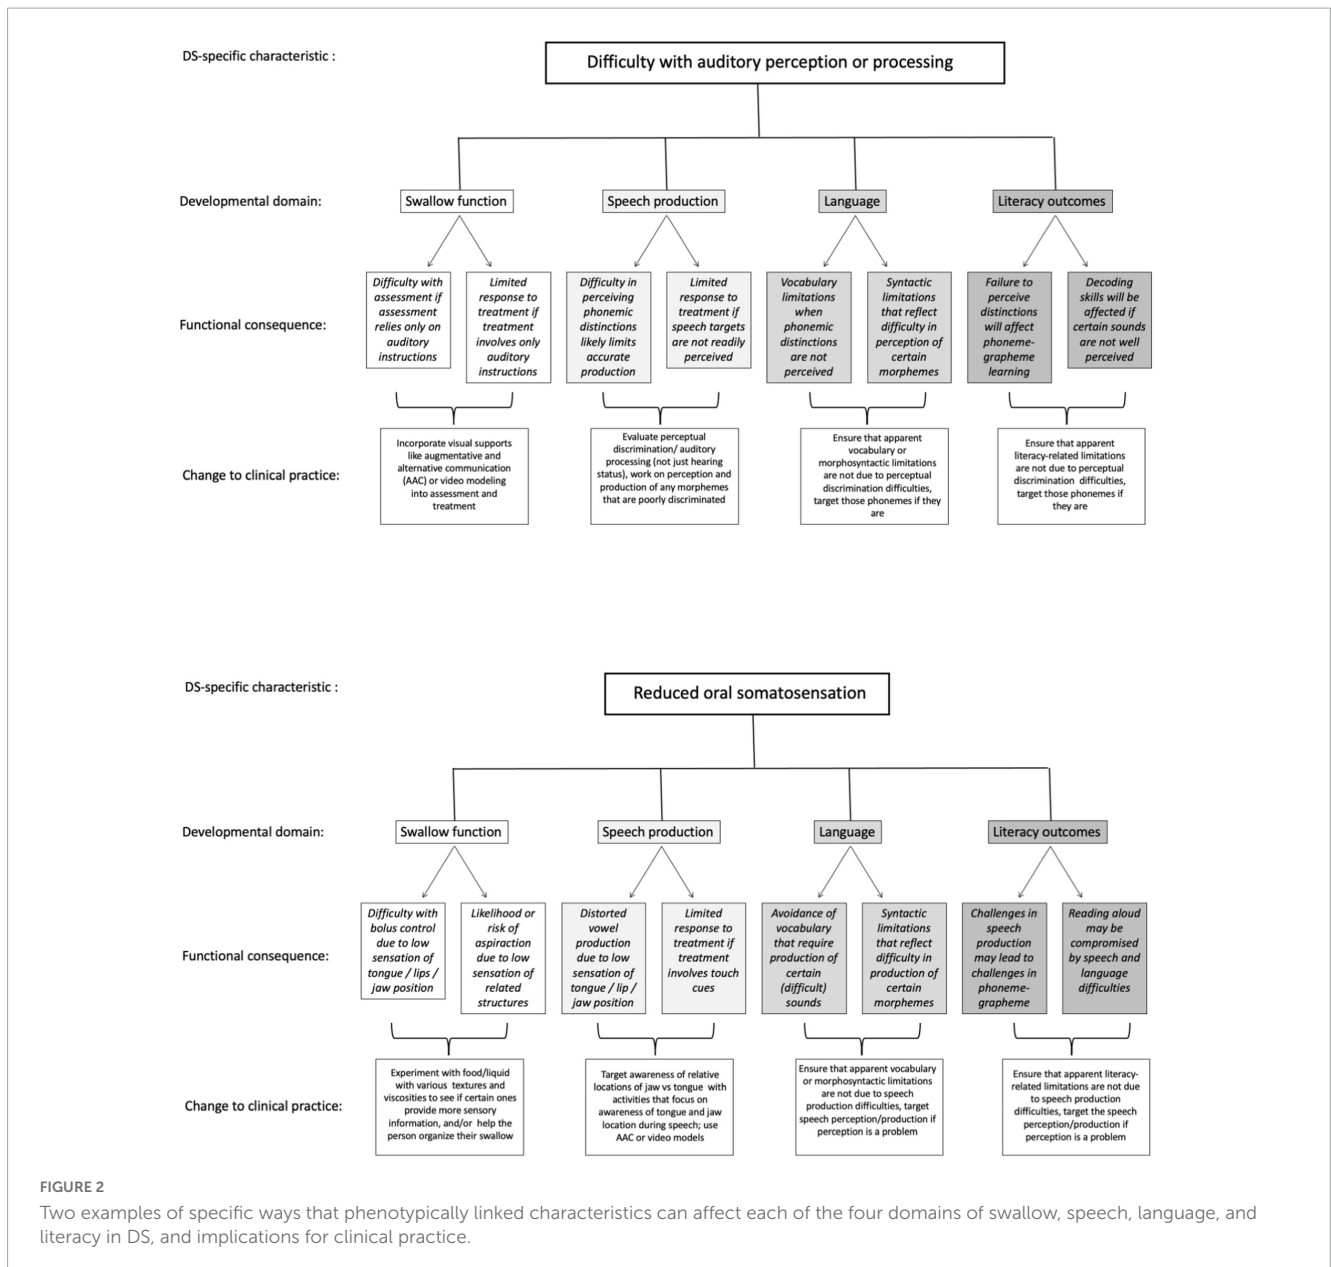 DS-specific characteristic :
Difficulty with auditory perception or processing
Developmental domain:
Swallow function
Speech production
Language
Literacy outcomes
Functional consequence:
Difficulty with
assessment if
assessment
relies only on
auditory
instructions
Limited
response to
treatment if
treatment
involves only
auditory
instructions
Difficulty in
perceiving
phonemic
distinctions
likely limits
accurate
production
Limited
response to
treatment if
speech targets
are not readily
perceived
Vocabulary
limitations
when
phonemic
distinctions
are not
perceived
Syntactic
limitations
that reflect
difficulty in
perception of
certain
morphemes
Failure to
perceive
distinctions
will affect
phoneme-
grapheme
learning
Decoding
skills will be
affected if
certain sounds
are not well
perceived
Change to clinical practice:
Incorporate visual supports
like augmentative and
alternative communication
(AAC) or video modeling
into assessment and
treatment
Evaluate perceptual
discrimination/ auditory
processing (not just hearing
status), work on perception and
production of any morphemes
that are poorly discriminated
Ensure that apparent
vocabulary or
morphosyntactic limitations
are not due to perceptual
discrimination difficulties,
target those phonemes if they
are
Ensure that apparent
literacy-related limitations
are not due to perceptual
discrimination difficulties,
target those phonemes if
they are
DS-specific characteristic :
Reduced oral somatosensation
Developmental domain:
Swallow function
Speech production
Language
Literacy outcomes
Functional consequence:
Difficulty with
bolus control
due to low
sensation of
tongue / lips /
jaw position
Likelihood or
risk of
aspiraction
due to low
sensation of
related
structures
Distorted
vowel
production
due to low
sensation of
tongue / lip /
jaw position
Limited
response to
treatment if
treatment
involves touch
cues
Avoidance of
vocabulary
that require
production of
certain
(difficult)
sounds
Syntactic
limitations
that reflect
difficulty in
production of
certain
morphemes
Challenges in
speech
production
may lead to
challenges in
phoneme-
grapheme
Reading aloud
may be
compromised
by speech and
language
difficulties
Change to clinical practice:
Experiment with food/liquid
with various textures and
viscosities to see if certain ones
provide more sensory
information, and/or help the
person organize their swallow
Target awareness of relative
locations of jaw vs tongue with
activities that focus on
awareness of tongue and jaw
location during speech; use
AAC or video models
Ensure that apparent vocabulary
or morphosyntactic limitations
are not due to speech
production difficulties, target
speech perception/production if
perception is a problem
Ensure that apparent literacy-
related limitations are not due
to speech production
difficulties, target the speech
perception/production if
perception is a problem
FIGURE 2
Two examples of specific ways that phenotypically linked characteristics can affect each of the four domains of swallow, speech, language, and
literacy in DS, and implications for clinical practice.